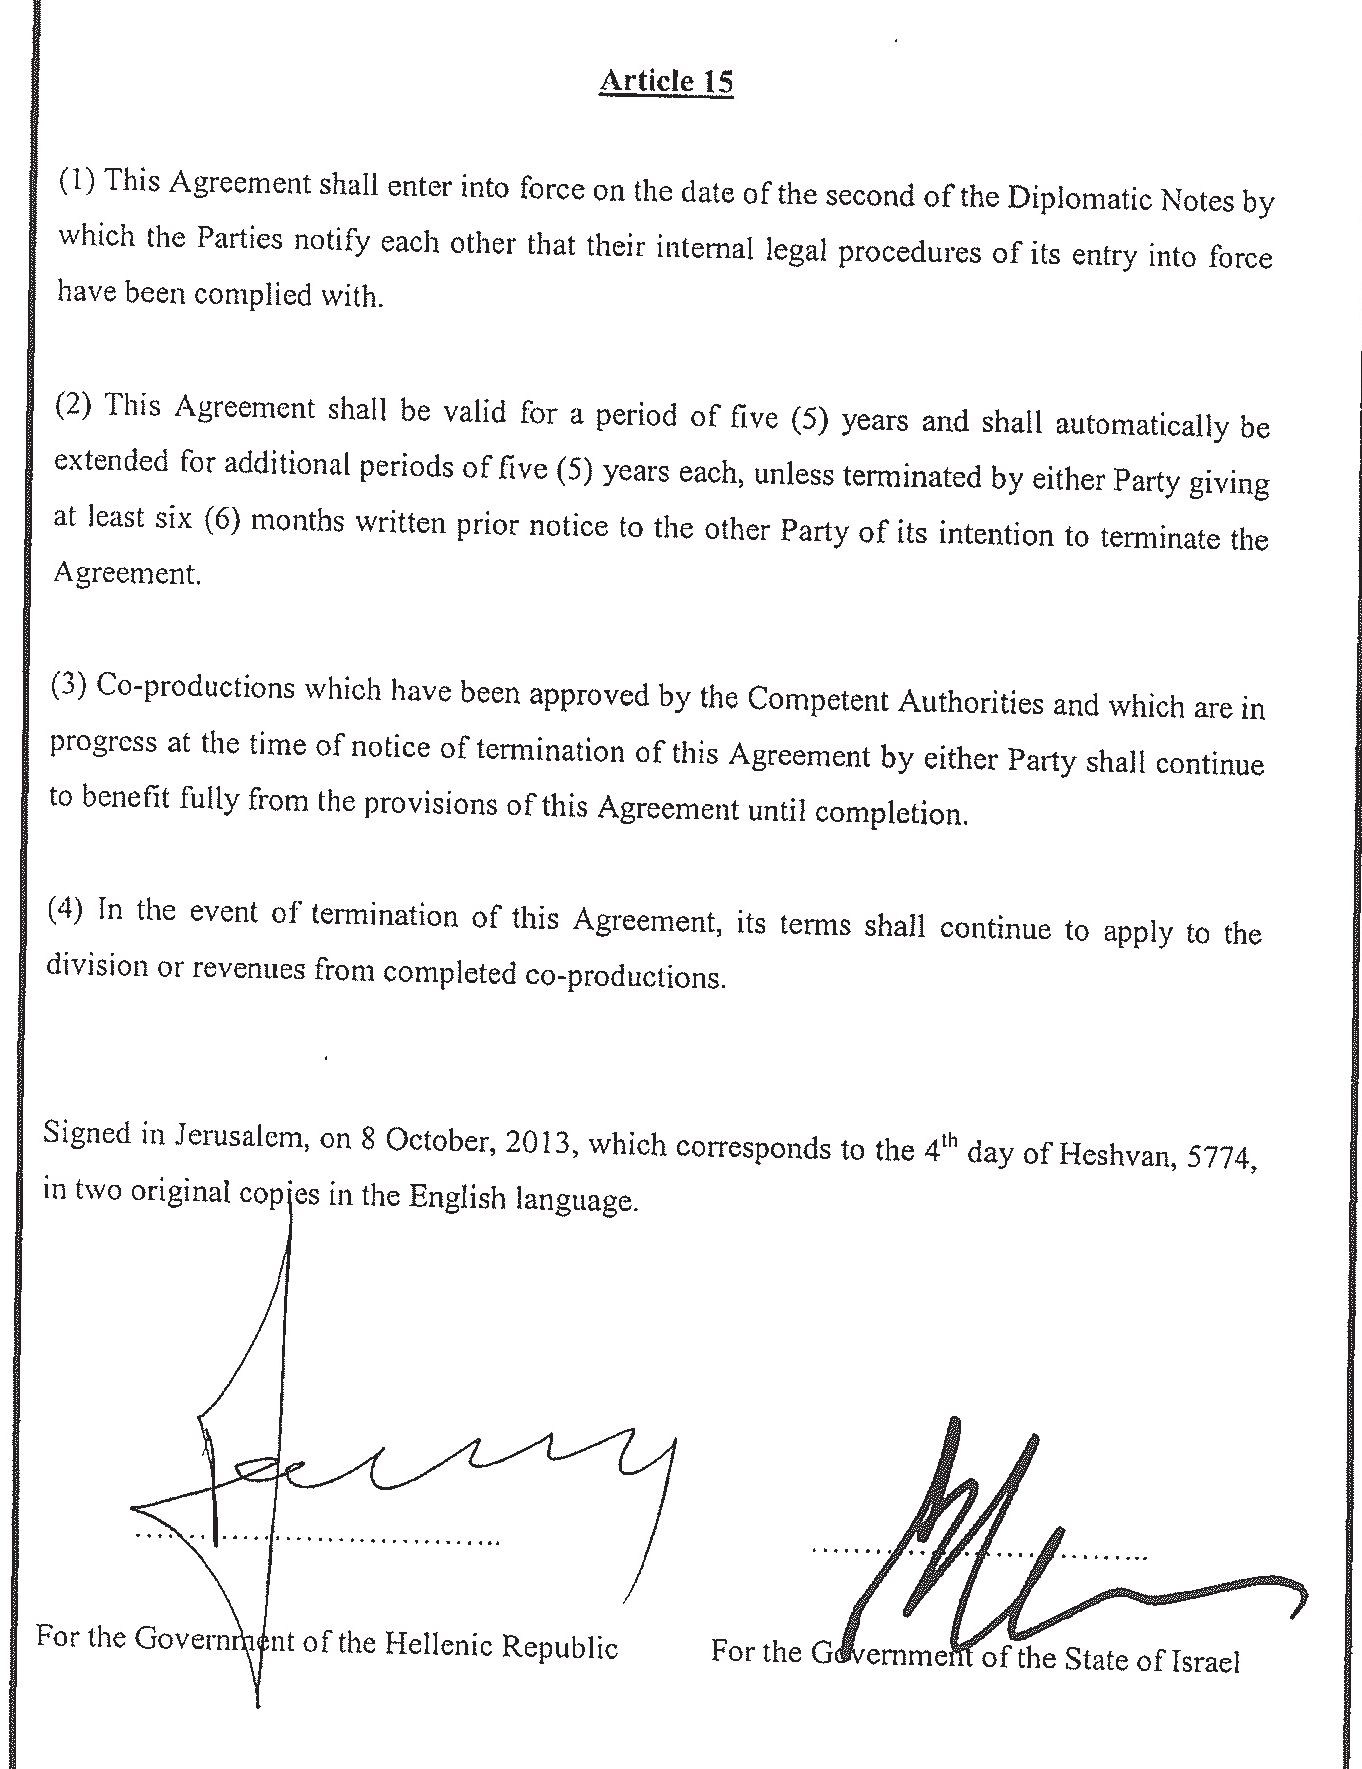 Article 15
(1) This Agreement shall enter into force on the date of the second of the Diplomatic Notes by
which the Parties notify each other that their internal legal procedures of its entry into force
have been complied with.
(2) This Agreement shall be valid for a period of five (5) years and shall automatically be
extended for additional periods of five (5) years each, unless terminated by either Party giving
at least six (6) months written prior notice to the other Party of its intention to terminate the
Agreement.
(3) Co-productions which have been approved by the Competent Authorities and which are in
progress at the time of notice of termination of this Agreement by either Party shall continue
to benefit fully from the provisions of this Agreement until completion.
(4) In the event of termination of this Agreement, its terms shall continue to apply to the
division or revenues from completed co-productions.
Signed in Jerusalem, on 8 October, 2013, which corresponds to the 4th day of Heshvan, 5774,
in two original copies in the English language.
For the Government of the Hellenic Republic
For the Government of the State of Israel